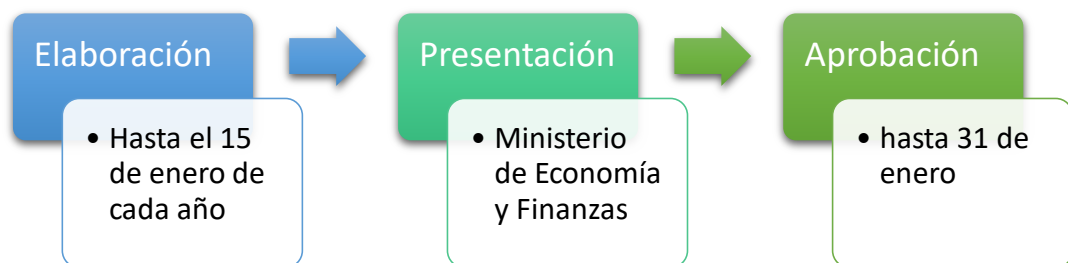 Elaboración
• Hasta el 15
de enero de
cada año
Presentación
• Ministerio
de Economía
y Finanzas
Aprobación
• hasta 31 de
enero